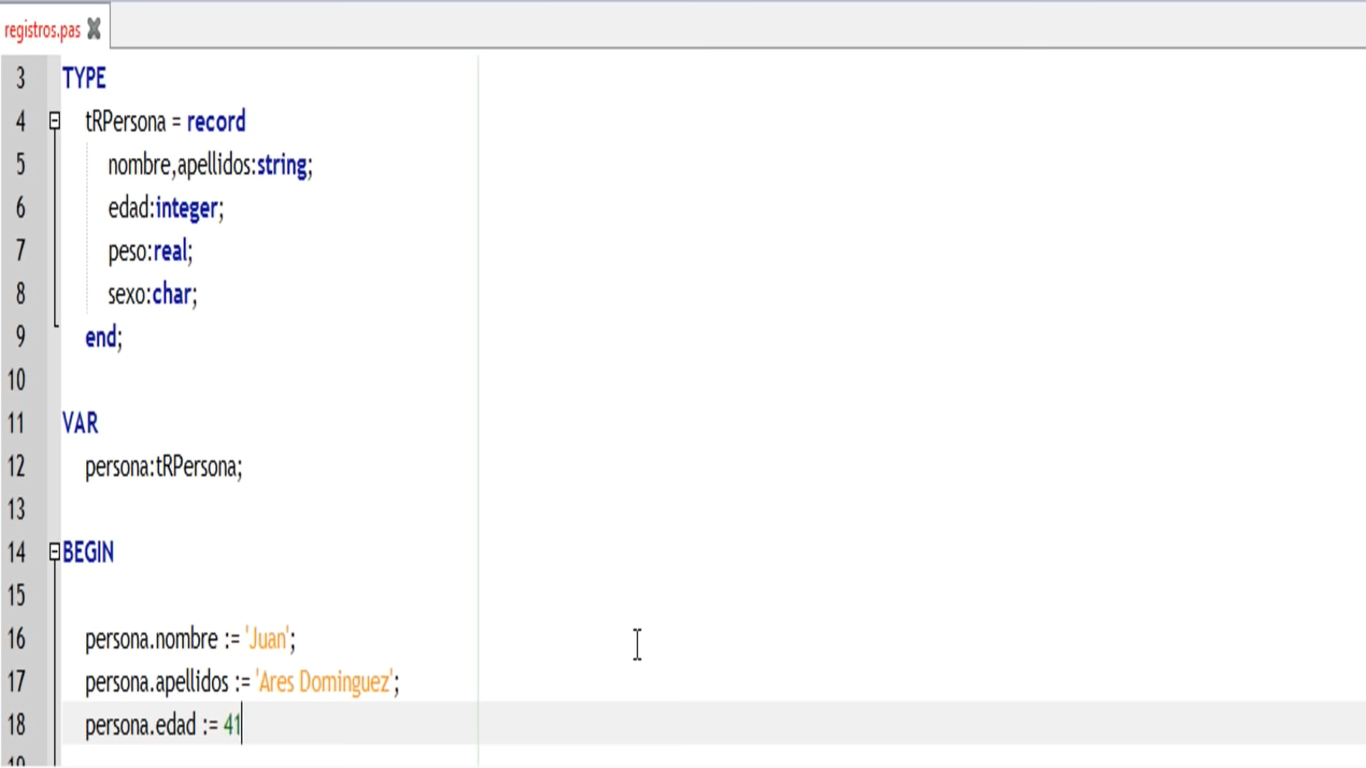 registros.pas
3 TYPE
4 tRPersona = record
5 nombre,apellidos:string;
6 edad:integer;
7 peso:real;
8 sexo:char;
9 end;
10
11 VAR
12 persona:tRPersona;
13
14 BEGIN
15
16 persona.nombre := 'Juan';
17 persona.apellidos := 'Ares Dominguez';
18 persona.edad := 41
19